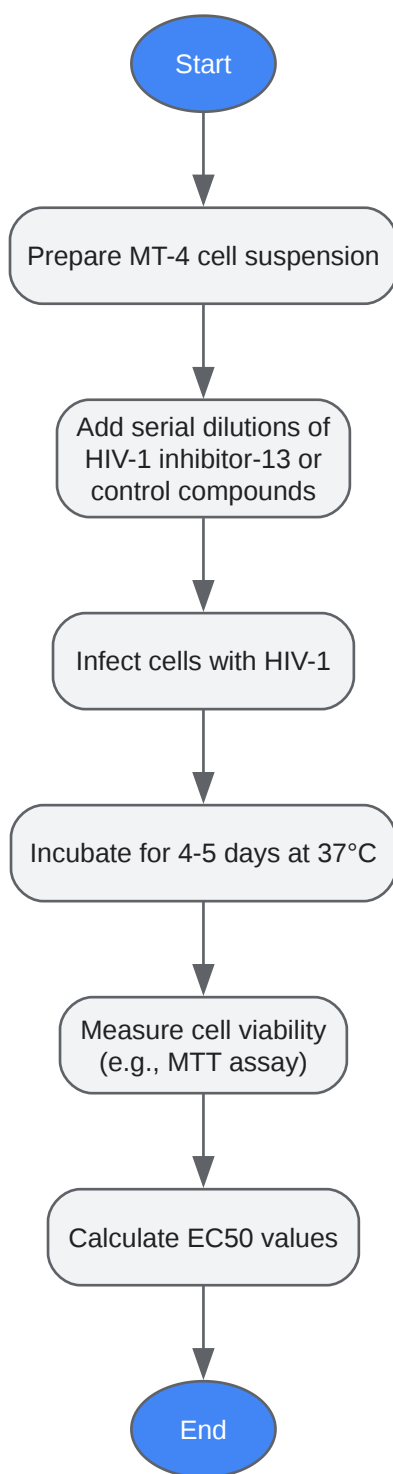 Start
Prepare MT-4 cell suspension
Add serial dilutions of
HIV-1 inhibitor-13 or
control compounds
Infect cells with HIV-1
Incubate for 4-5 days at 37°C
Measure cell viability
(e.g., MTT assay)
Calculate EC50 values
End